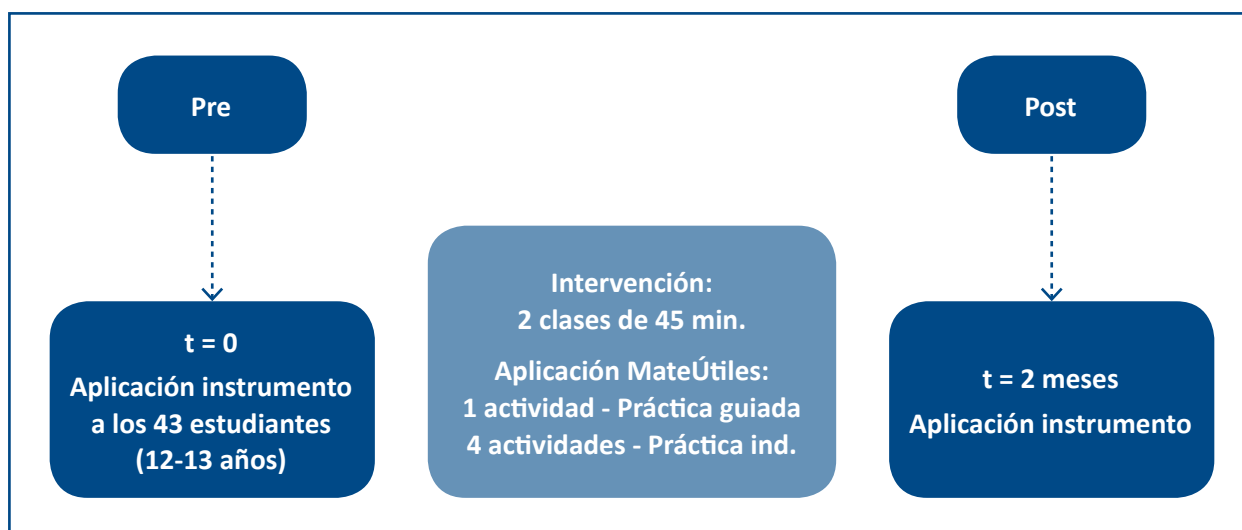 Pre
Post
t = 0
Aplicación instrumento
a los 43 estudiantes
(12-13 años)
Intervención:
2 clases de 45 min.
Aplicación MateÚtiles:
1 actividad - Práctica guiada
4 actividades - Práctica ind.
t = 2 meses
Aplicación instrumento